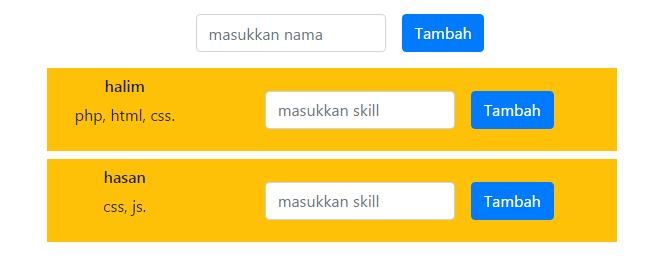 masukkan nama Tambah
halim
php, html, css.
masukkan skill Tambah
hasan
css, js.
masukkan skill Tambah